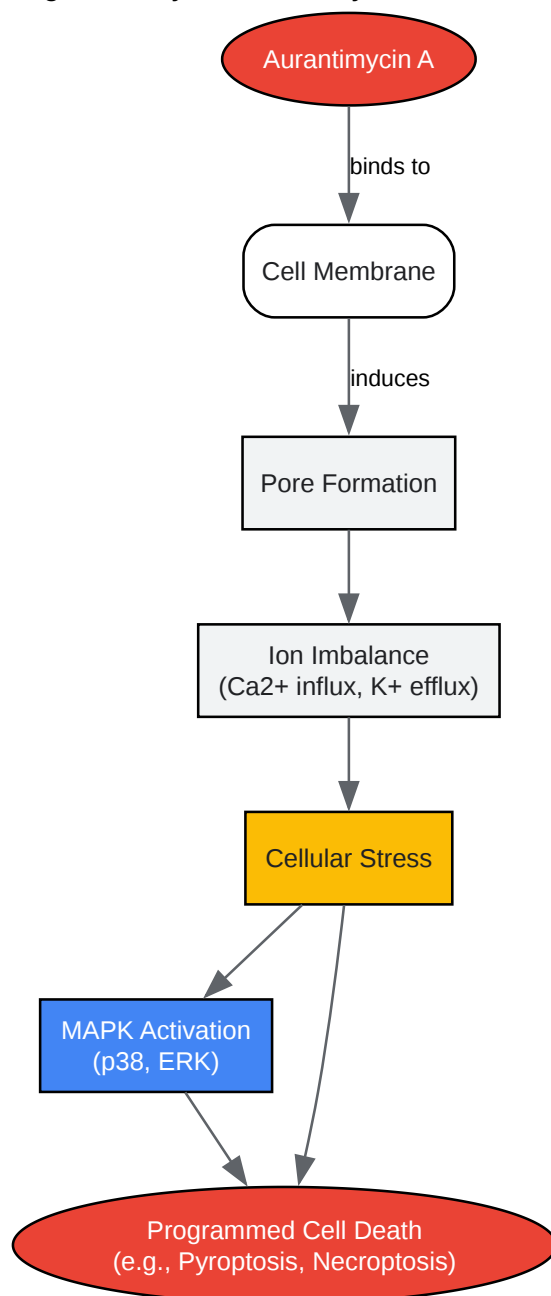 Aurantimycin A
binds to
Cell Membrane
induces
Pore Formation
Ion Imbalance
(Ca2+ influx, K+ efflux)
Cellular Stress
MAPK Activation
(p38, ERK)
Programmed Cell Death
(e.g., Pyroptosis, Necroptosis)